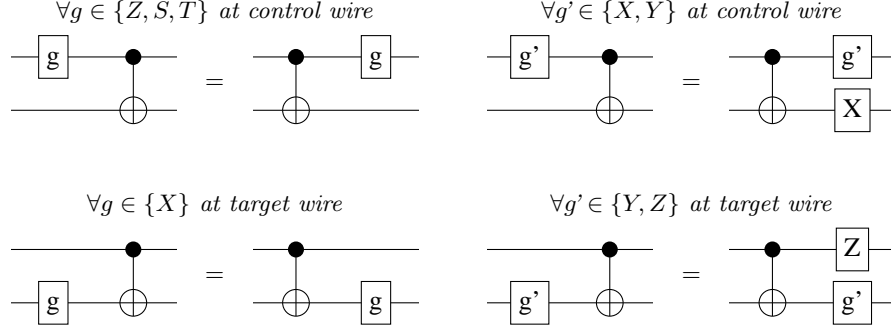 ∀g ∈ {Z, S, T} at control wire
∀g' ∈ {X, Y} at control wire
g = g
g' = g'
X
∀g ∈ {X} at target wire
∀g' ∈ {Y, Z} at target wire
Z
g = g
g' = g'